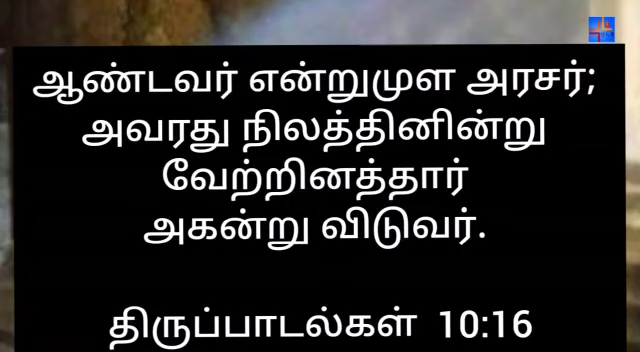 ஆண்டவர் என்றுமுள அரசர்;
அவரது நிலத்தினின்று
வேற்றினத்தார்
அகன்று விடுவர்.
திருப்பாடல்கள் 10:16